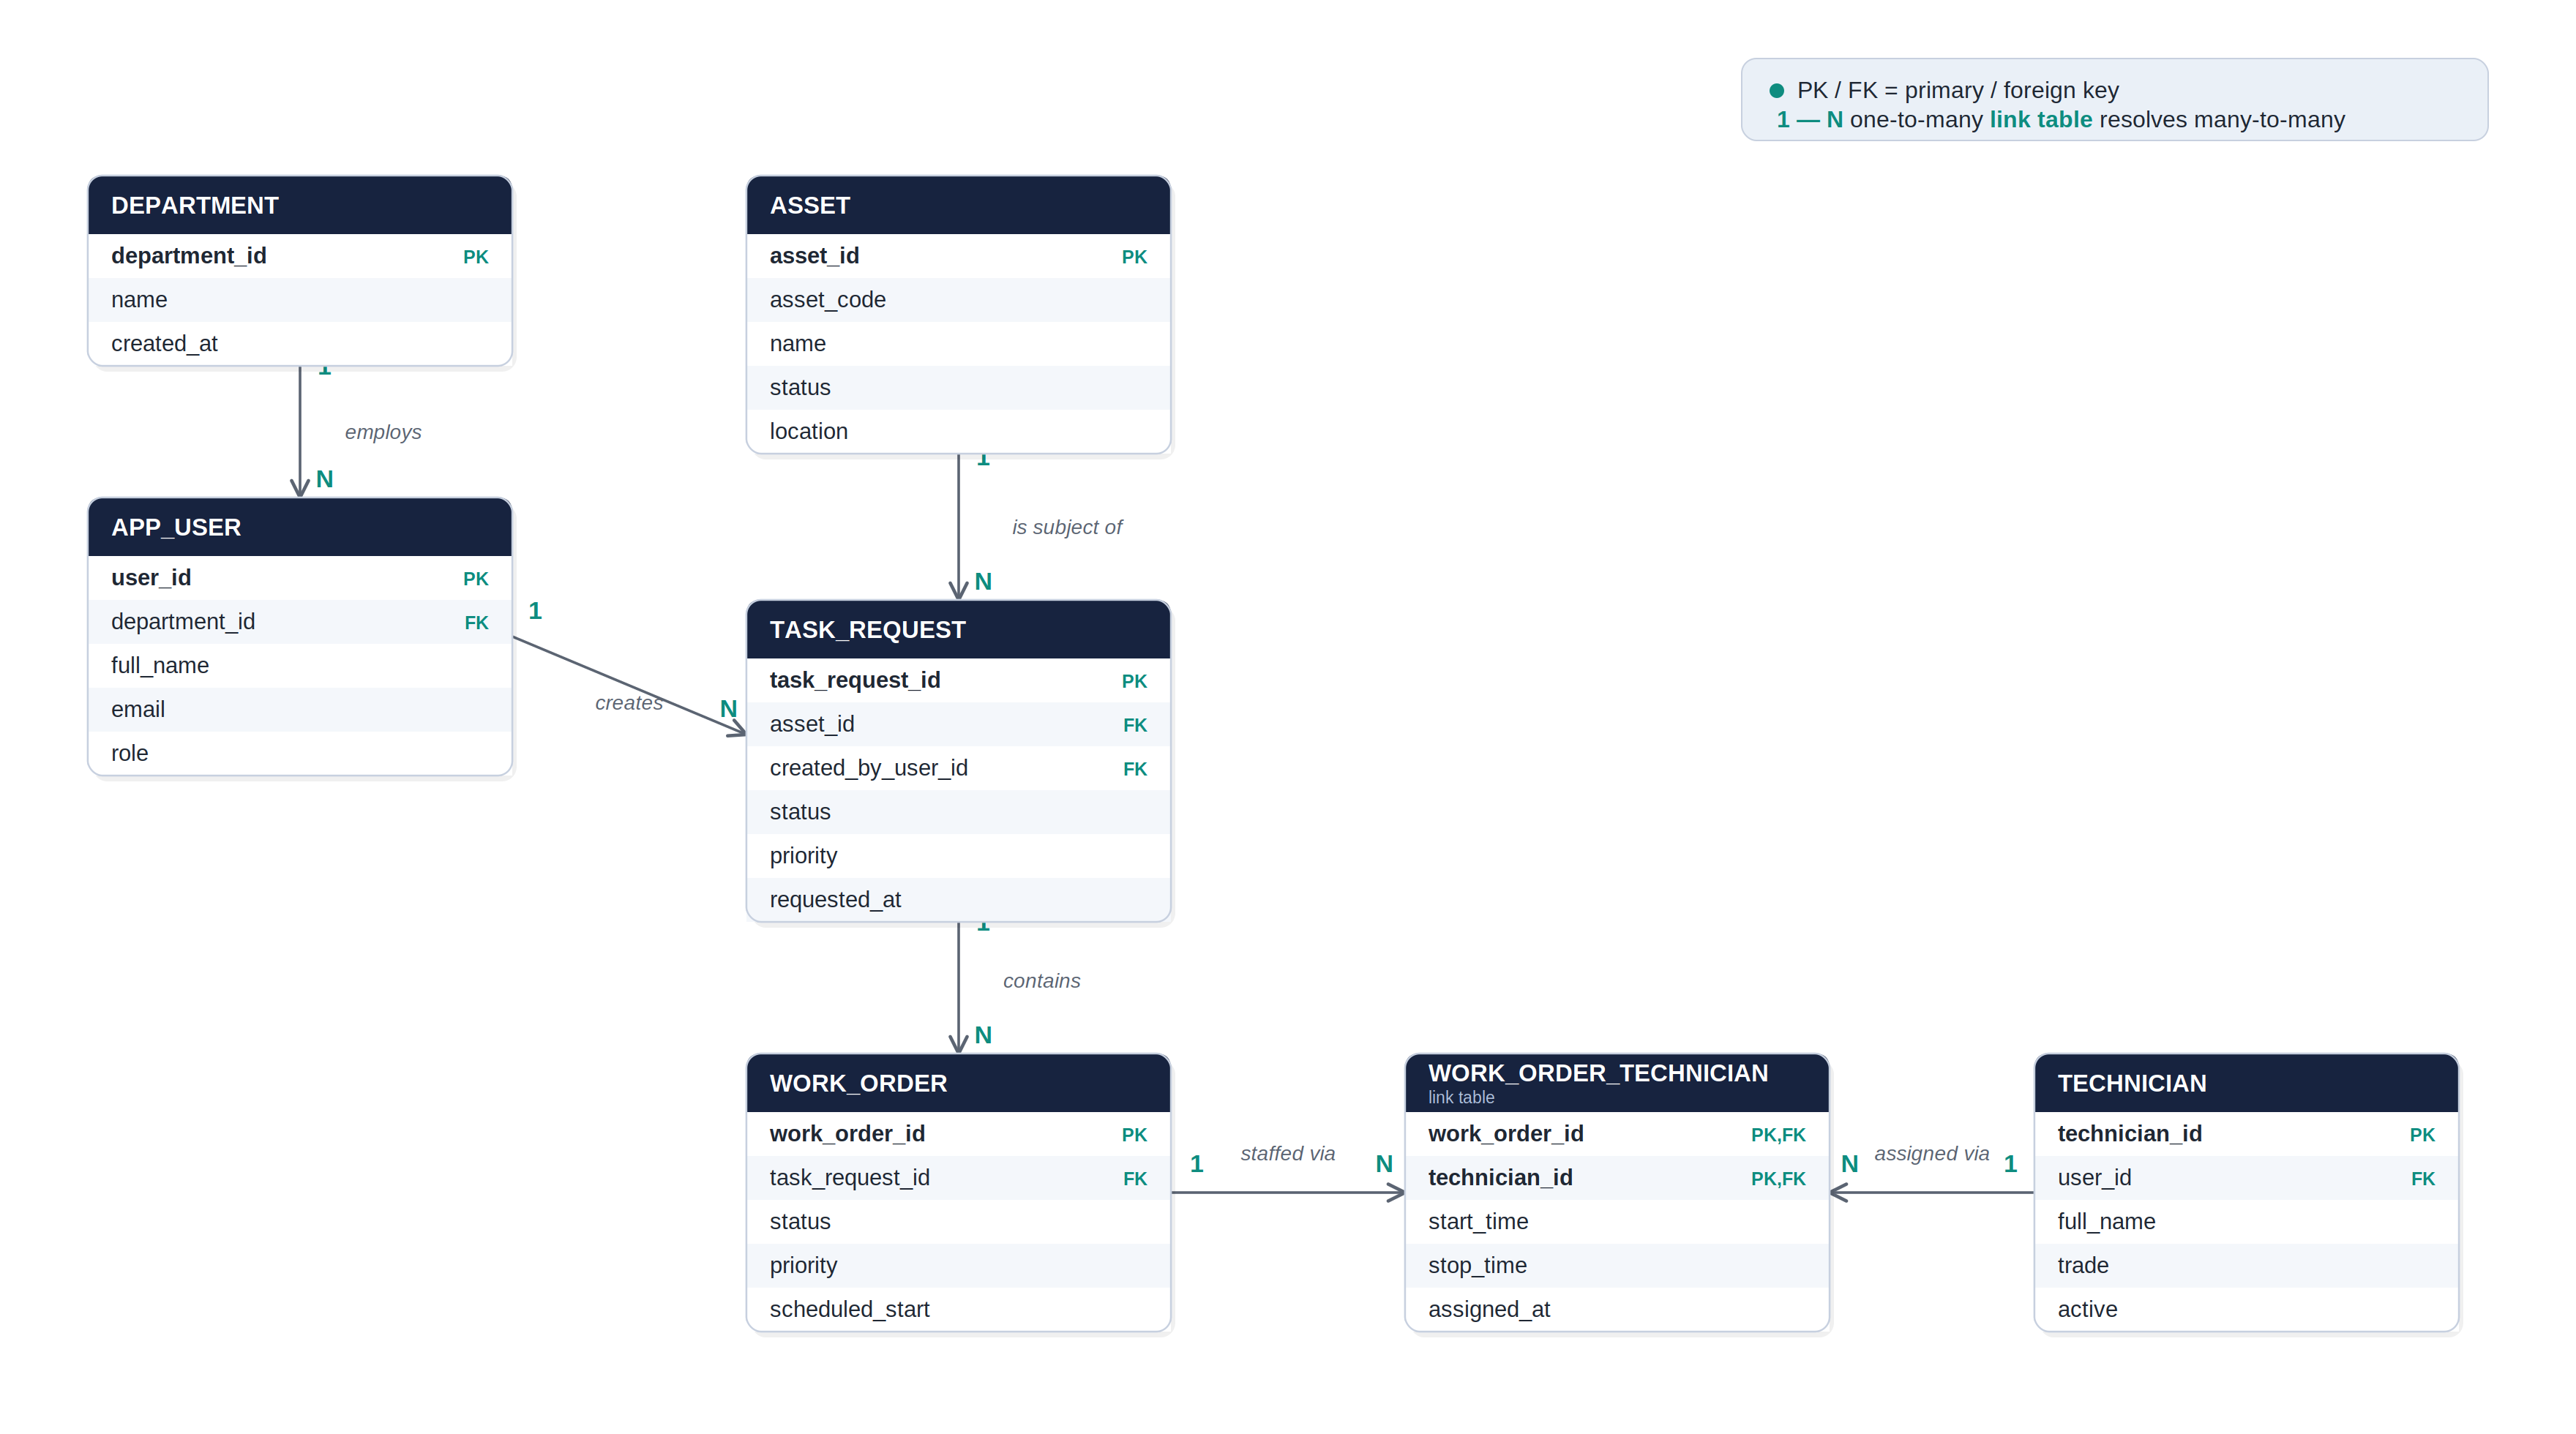 PK / FK = primary / foreign key
1 — N one-to-many link table resolves many-to-many
DEPARTMENT
department_id PK
name
created_at
1
employs
N
APP_USER
user_id PK
department_id FK
full_name
email
role
1
creates
N
ASSET
asset_id PK
asset_code
name
status
location
1
is subject of
N
TASK_REQUEST
task_request_id PK
asset_id FK
created_by_user_id FK
status
priority
requested_at
1
contains
N
WORK_ORDER
work_order_id PK
task_request_id FK
status
priority
scheduled_start
1 staffed via N
WORK_ORDER_TECHNICIAN
link table
work_order_id PK,FK
technician_id PK,FK
start_time
stop_time
assigned_at
N assigned via 1
TECHNICIAN
technician_id PK
user_id FK
full_name
trade
active